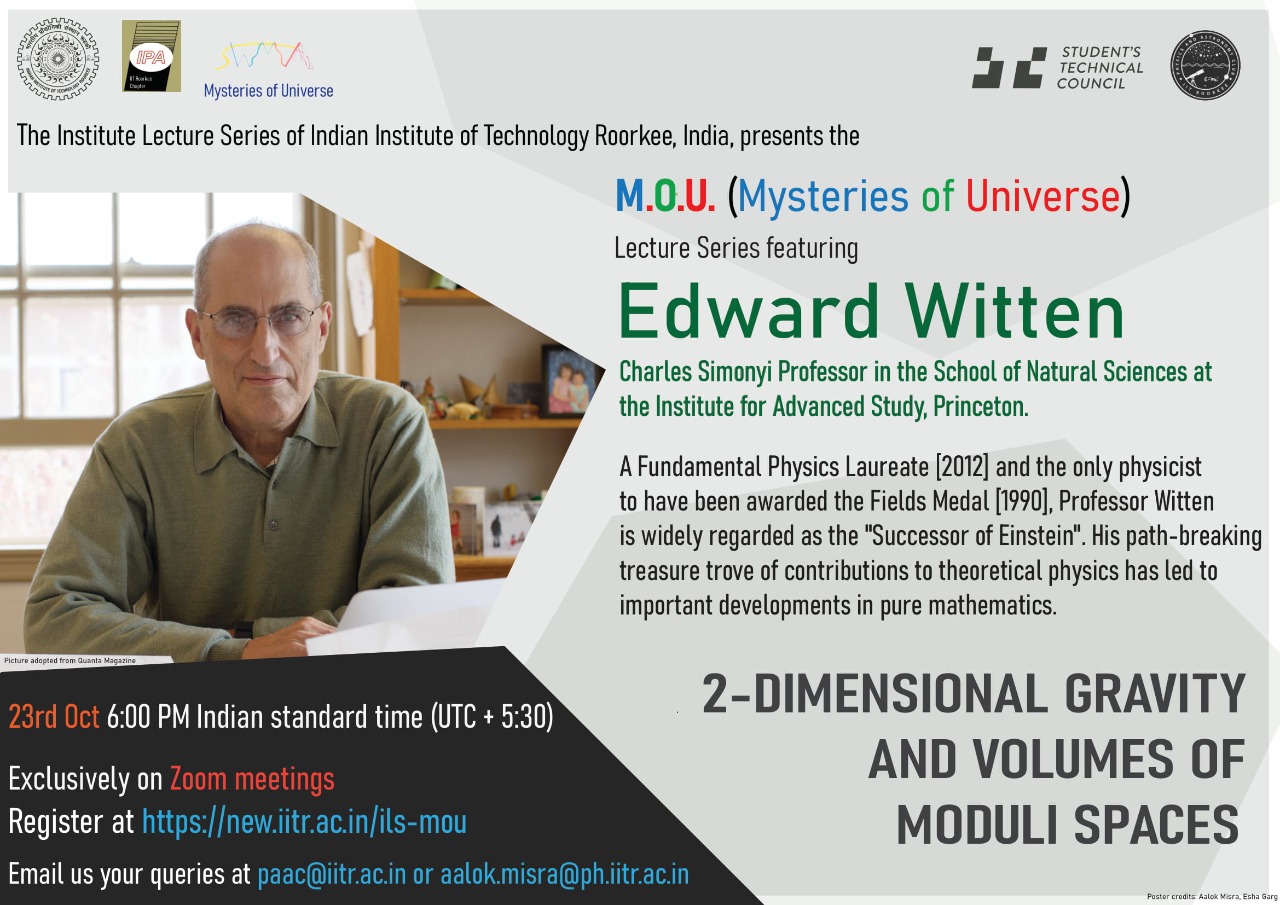 IPA
IIT Roorkee
Chapter
Mysteries of Universe
STUDENT'S
TECHNICAL
COUNCIL
The Institute Lecture Series of Indian Institute of Technology Roorkee, India, presents the
M.O.U. (Mysteries of Universe)
Lecture Series featuring
Edward Witten
Charles Simonyi Professor in the School of Natural Sciences at
the Institute for Advanced Study, Princeton.
A Fundamental Physics Laureate [2012] and the only physicist
to have been awarded the Fields Medal [1990], Professor Witten
is widely regarded as the "Successor of Einstein". His path-breaking
treasure trove of contributions to theoretical physics has led to
important developments in pure mathematics.
Picture adopted from Quanta Magazine
2-DIMENSIONAL GRAVITY
AND VOLUMES OF
MODULI SPACES
23rd Oct 6:00 PM Indian standard time (UTC + 5:30)
Exclusively on Zoom meetings
Register at https://new.iitr.ac.in/ils-mou
Email us your queries at paac@iitr.ac.in or aalok.misra@ph.iitr.ac.in
Poster credits: Aalok Misra, Esha Garg